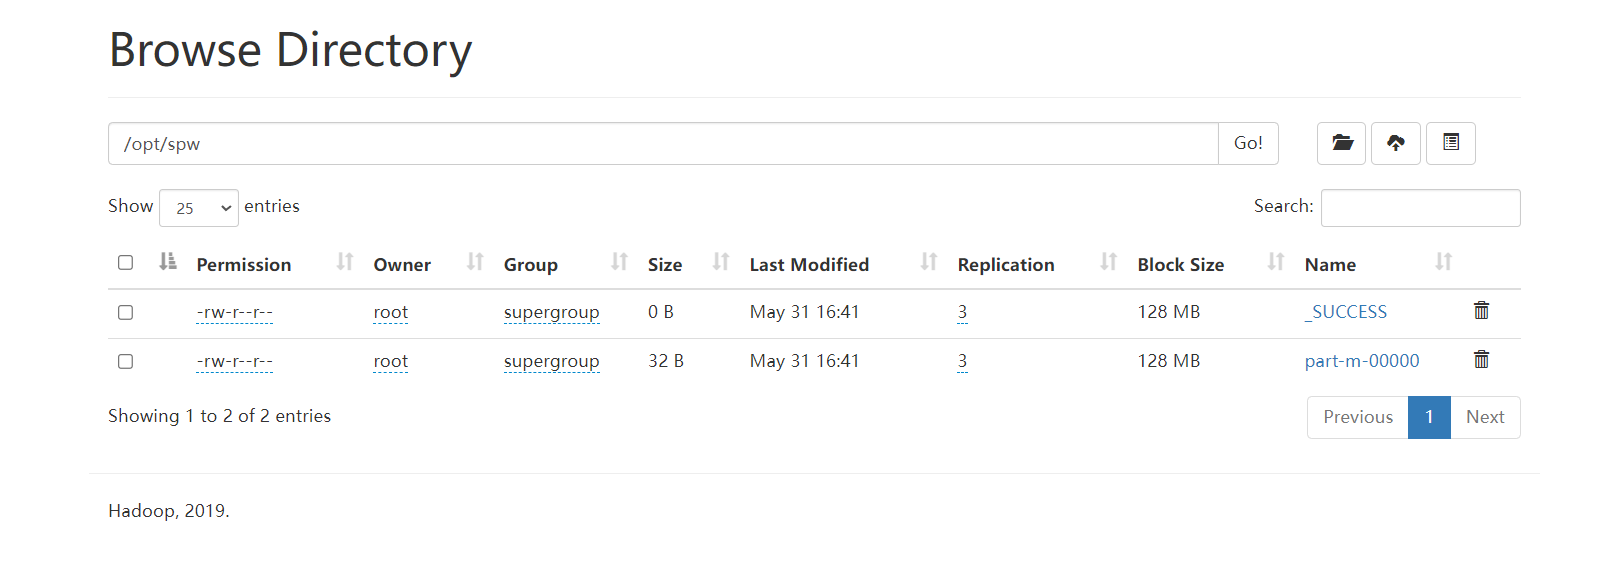 Browse Directory
/opt/spw Go!
Show 25 entries Search:
Permission Owner Group Size Last Modified Replication Block Size Name
-rw-r--r-- root supergroup 0 B May 31 16:41 3 128 MB _SUCCESS
-rw-r--r-- root supergroup 32 B May 31 16:41 3 128 MB part-m-00000
Showing 1 to 2 of 2 entries Previous 1 Next
Hadoop, 2019.